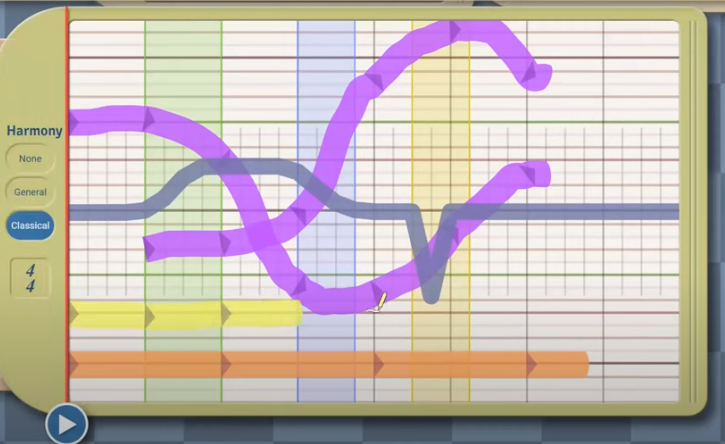 Harmony
None
General
Classical
4
4